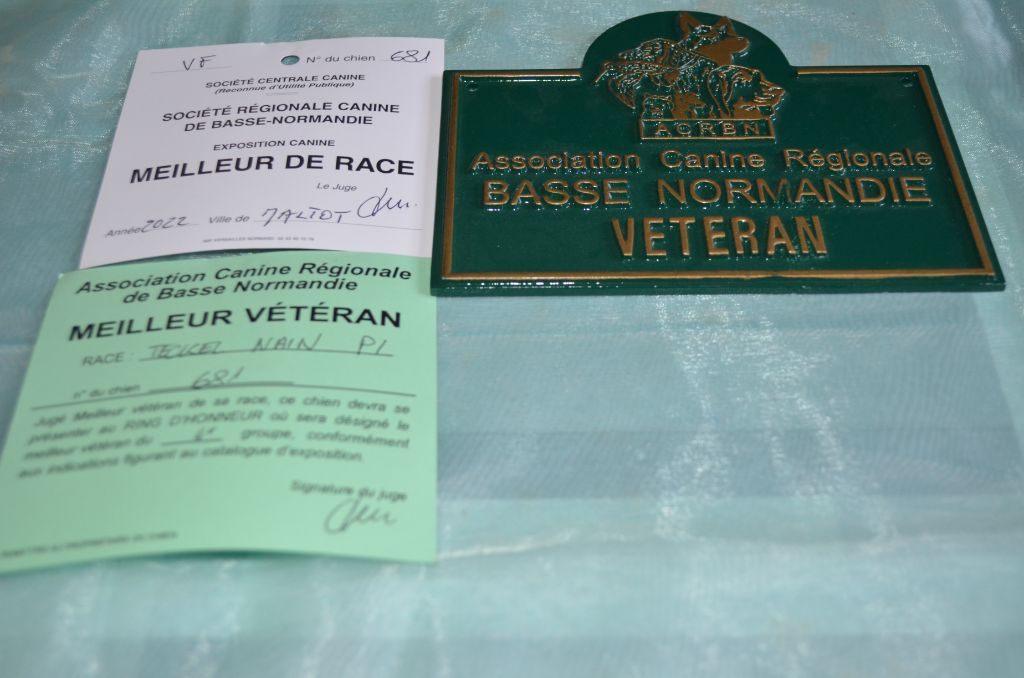 VF N° du chien 681
SOCIÉTÉ CENTRALE CANINE
(Reconnue d'Utilité Publique)
SOCIÉTÉ RÉGIONALE CANINE
DE BASSE-NORMANDIE
EXPOSITION CANINE
MEILLEUR DE RACE
Le Juge
Année 2022 Ville de MALTOT
Association Canine Régionale
de Basse Normandie
MEILLEUR VÉTÉRAN
RACE : TECKEL NAIN PL
n° du chien 681
Jugé Meilleur vétéran de sa race, ce chien devra se
présenter au RING D'HONNEUR où sera désigné le
meilleur vétéran du 4e groupe, conformément
aux indications figurant au catalogue d'exposition.
Signature du juge
ACRBN
Association Canine Régionale
BASSE NORMANDIE
VETERAN